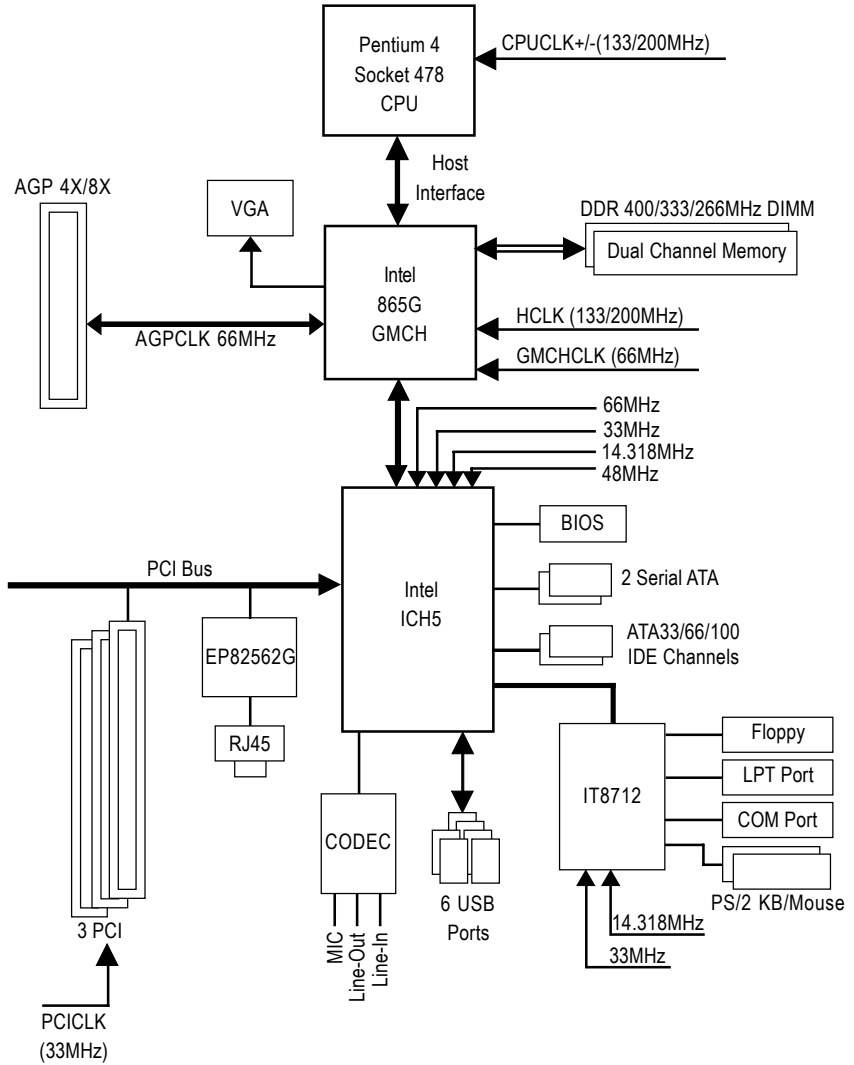 Pentium 4
Socket 478
CPU
CPUCLK+/-(133/200MHz)
Host
Interface
AGP 4X/8X
VGA
DDR 400/333/266MHz DIMM
Dual Channel Memory
Intel
865G
GMCH
AGPCLK 66MHz
HCLK (133/200MHz)
GMCHCLK (66MHz)
66MHz
33MHz
14.318MHz
48MHz
BIOS
PCI Bus
Intel
ICH5
2 Serial ATA
ATA33/66/100
IDE Channels
EP82562G
RJ45
IT8712
Floppy
LPT Port
COM Port
PS/2 KB/Mouse
CODEC
6 USB
Ports
MIC
Line-Out
Line-In
14.318MHz
33MHz
3 PCI
PCICLK
(33MHz)